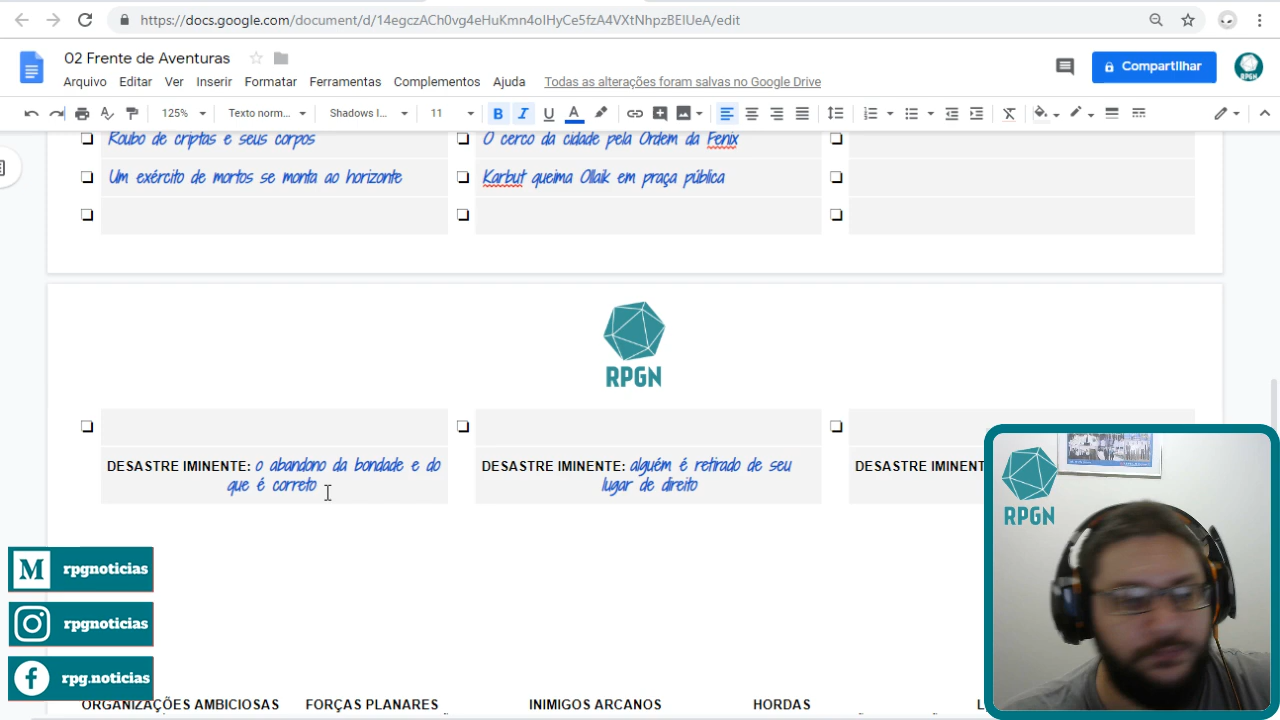 https://docs.google.com/document/d/14egczACh0vg4eHuKmn4oIHyCe5fzA4VXtNhpzBEIUeA/edit
02 Frente de Aventuras
Arquivo Editar Ver Inserir Formatar Ferramentas Complementos Ajuda Todas as alterações foram salvas no Google Drive
Compartilhar
RPGN
125% Texto norm... Shadows I... 11 B I U A
Roubo de criptas e seus corpos O cerco da cidade pela Ordem da Fenix
Um exército de mortos se monta ao horizonte Karbut queima Ollaik em praça pública
RPGN
DESASTRE IMINENTE: o abandono da bondade e do
que é correto
DESASTRE IMINENTE: alguém é retirado de seu
lugar de direito
DESASTRE IMINENT
RPGN
M rpgnoticias
rpgnoticias
f rpg.noticias
ORGANIZAÇÕES AMBICIOSAS FORÇAS PLANARES INIMIGOS ARCANOS HORDAS